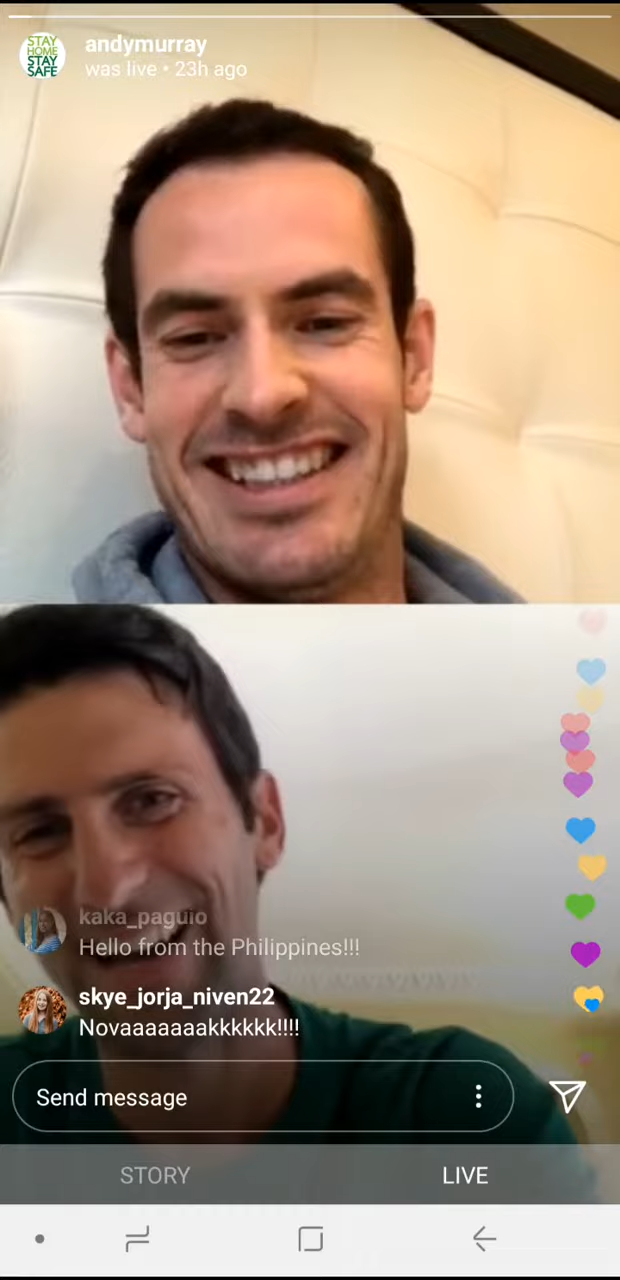 STAY
HOME
STAY
SAFE
andymurray
was live • 23h ago
kaka_paguio
Hello from the Philippines!!!
skye_jorja_niven22
Novaaaaaaakkkkkk!!!!
Send message
STORY
LIVE